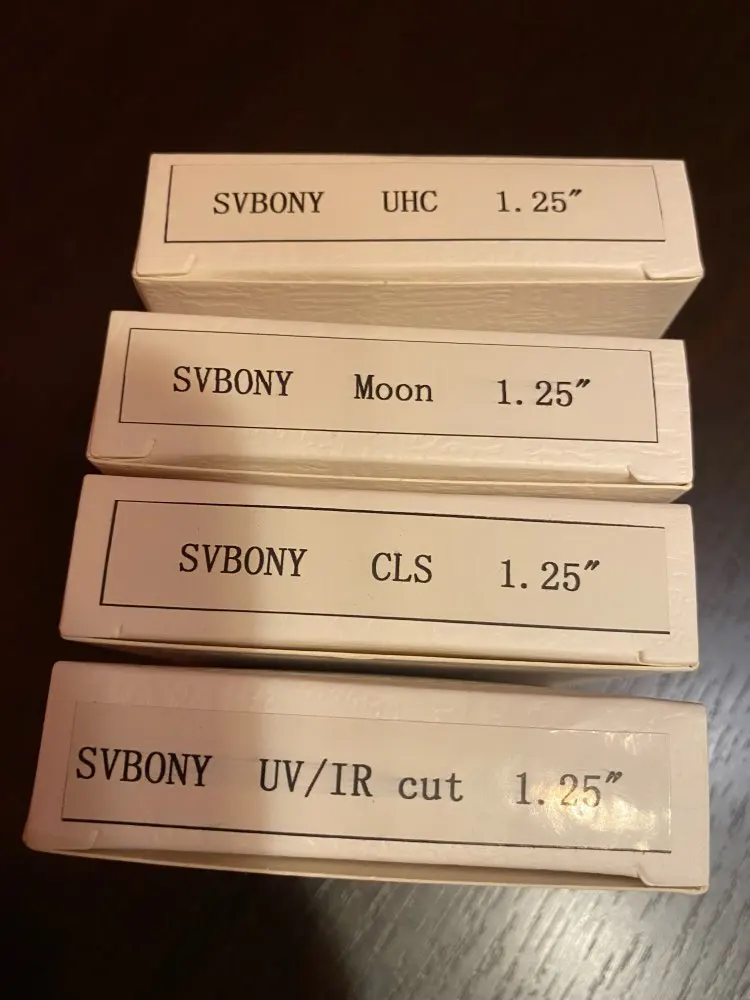 SVBONY UHC 1.25″
SVBONY Moon 1.25″
SVBONY CLS 1.25″
SVBONY UV/IR cut 1.25″